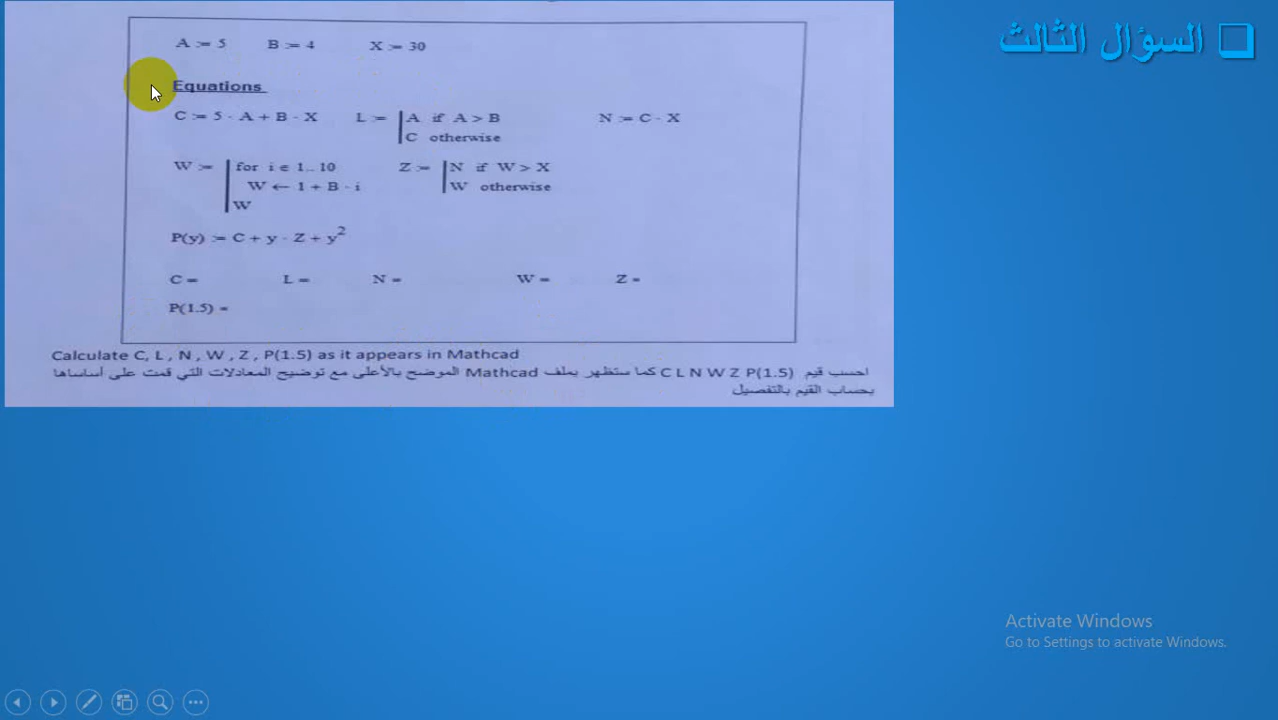 السؤال الثالث
A := 5 B := 4 X := 30
Equations
C := 5 · A + B · X L := A if A > B N := C · X
C otherwise
W := for i ∈ 1.. 10 Z := N if W > X
W ← 1 + B · i W otherwise
W
P(y) := C + y · Z + y²
C = L = N = W = Z =
P(1.5) =
Calculate C, L , N , W , Z , P(1.5) as it appears in Mathcad
احسب قيم C L N W Z P(1.5) كما ستظهر بملف Mathcad الموضح بالأعلى مع توضيح المعادلات التي قمت على أساساها
بحساب القيم بالتفصيل
Activate Windows
Go to Settings to activate Windows.